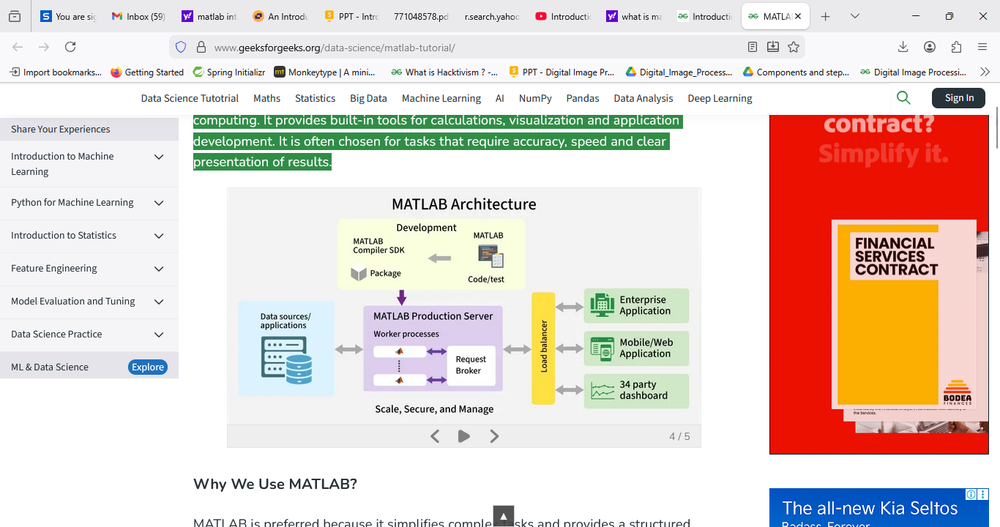 You are sig
Inbox (59)
matlab int
An Introdu
PPT - Intro
771048578.pd
r.search.yahoo
Introducti
what is ma
Introducti
MATLA
www.geeksforgeeks.org/data-science/matlab-tutorial/
Import bookmarks...
Getting Started
Spring Initializr
Monkeytype | A mini...
What is Hacktivism ? -...
PPT - Digital Image Pr...
Digital_Image_Process...
Components and step...
Digital Image Processi...
Data Science Tutotrial
Maths
Statistics
Big Data
Machine Learning
AI
NumPy
Pandas
Data Analysis
Deep Learning
Sign In
Share Your Experiences
Introduction to Machine
Learning
Python for Machine Learning
Introduction to Statistics
Feature Engineering
Model Evaluation and Tuning
Data Science Practice
ML & Data Science
Explore
computing. It provides built-in tools for calculations, visualization and application
development. It is often chosen for tasks that require accuracy, speed and clear
presentation of results.
MATLAB Architecture
Development
MATLAB
Compiler SDK
Package
MATLAB
Code/test
Data sources/
applications
MATLAB Production Server
Worker processes
Request
Broker
Scale, Secure, and Manage
Load balancer
Enterprise
Application
Mobile/Web
Application
34 party
dashboard
4 / 5
Why We Use MATLAB?
MATLAB is preferred because it simplifies complex tasks and provides a structured
contract?
Simplify it.
FINANCIAL
SERVICES
CONTRACT
BODEA
FINANCES
the Services.
The all-new Kia Seltos
Badass. Forever.